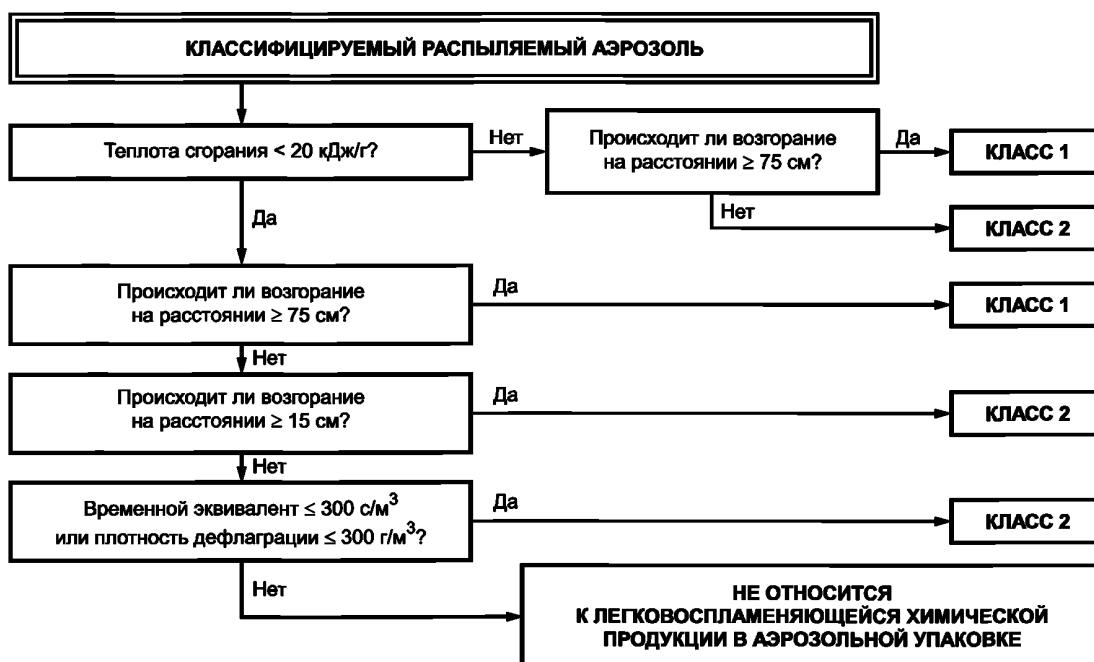 КЛАССИФИЦИРУЕМЫЙ РАСПЫЛЯЕМЫЙ АЭРОЗОЛЬ
Теплота сгорания < 20 кДж/г?
Нет
Происходит ли возгорание
на расстоянии ≥ 75 см?
Да
КЛАСС 1
Нет
КЛАСС 2
Да
Происходит ли возгорание
на расстоянии ≥ 75 см?
Да
КЛАСС 1
Нет
Происходит ли возгорание
на расстоянии ≥ 15 см?
Да
КЛАСС 2
Нет
Временной эквивалент ≤ 300 с/м³
или плотность дефлаграции ≤ 300 г/м³?
Да
КЛАСС 2
Нет
НЕ ОТНОСИТСЯ
К ЛЕГКОВОСПЛАМЕНЯЮЩЕЙСЯ ХИМИЧЕСКОЙ
ПРОДУКЦИИ В АЭРОЗОЛЬНОЙ УПАКОВКЕ